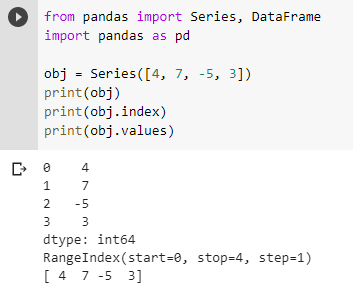 from pandas import Series, DataFrame
import pandas as pd

obj = Series([4, 7, -5, 3])
print(obj)
print(obj.index)
print(obj.values)

0    4
1    7
2   -5
3    3
dtype: int64
RangeIndex(start=0, stop=4, step=1)
[ 4  7 -5  3]